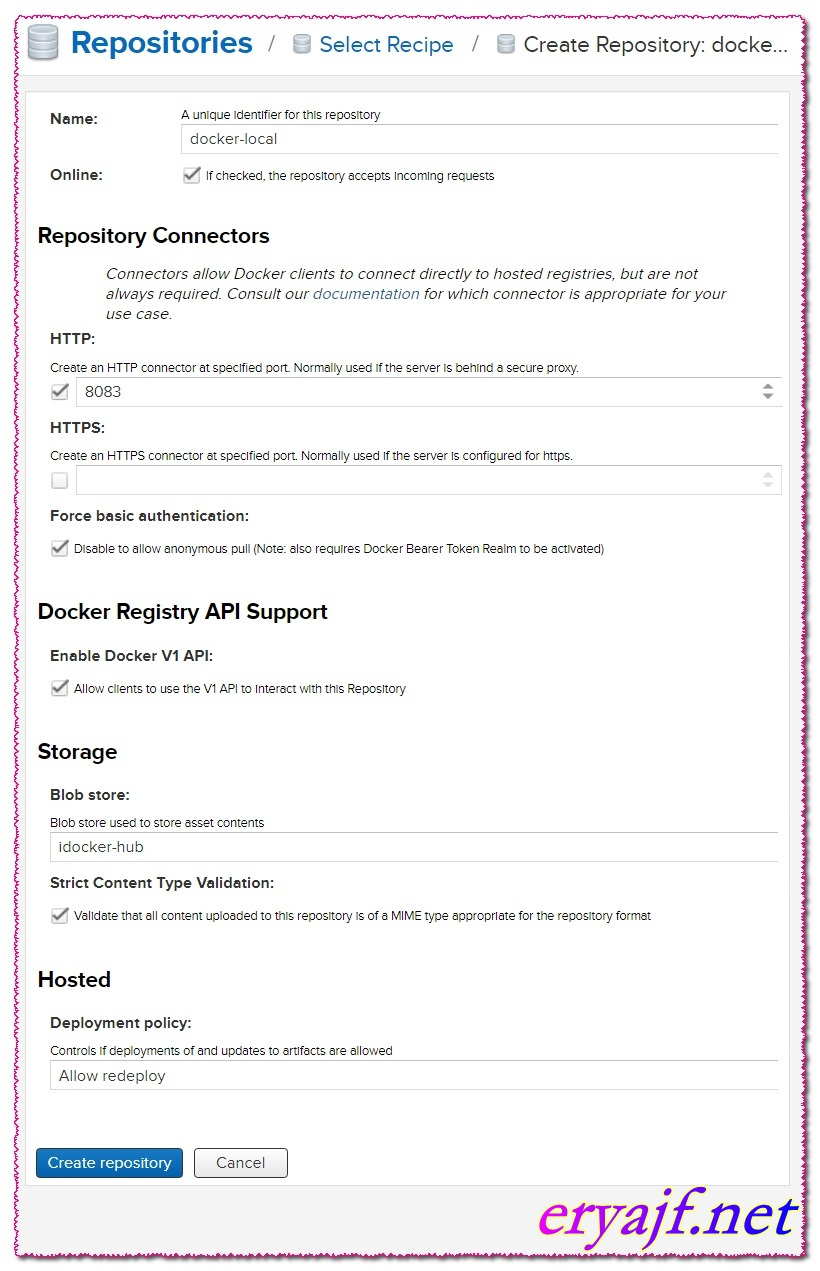 Repositories / Select Recipe / Create Repository: docke...
Name:
A unique identifier for this repository
docker-local
Online:
If checked, the repository accepts incoming requests
Repository Connectors
Connectors allow Docker clients to connect directly to hosted registries, but are not
always required. Consult our documentation for which connector is appropriate for your
use case.
HTTP:
Create an HTTP connector at specified port. Normally used if the server is behind a secure proxy.
8083
HTTPS:
Create an HTTPS connector at specified port. Normally used if the server is configured for https.
Force basic authentication:
Disable to allow anonymous pull (Note: also requires Docker Bearer Token Realm to be activated)
Docker Registry API Support
Enable Docker V1 API:
Allow clients to use the V1 API to interact with this Repository
Storage
Blob store:
Blob store used to store asset contents
idocker-hub
Strict Content Type Validation:
Validate that all content uploaded to this repository is of a MIME type appropriate for the repository format
Hosted
Deployment policy:
Controls if deployments of and updates to artifacts are allowed
Allow redeploy
Create repository
Cancel
eryajf.net